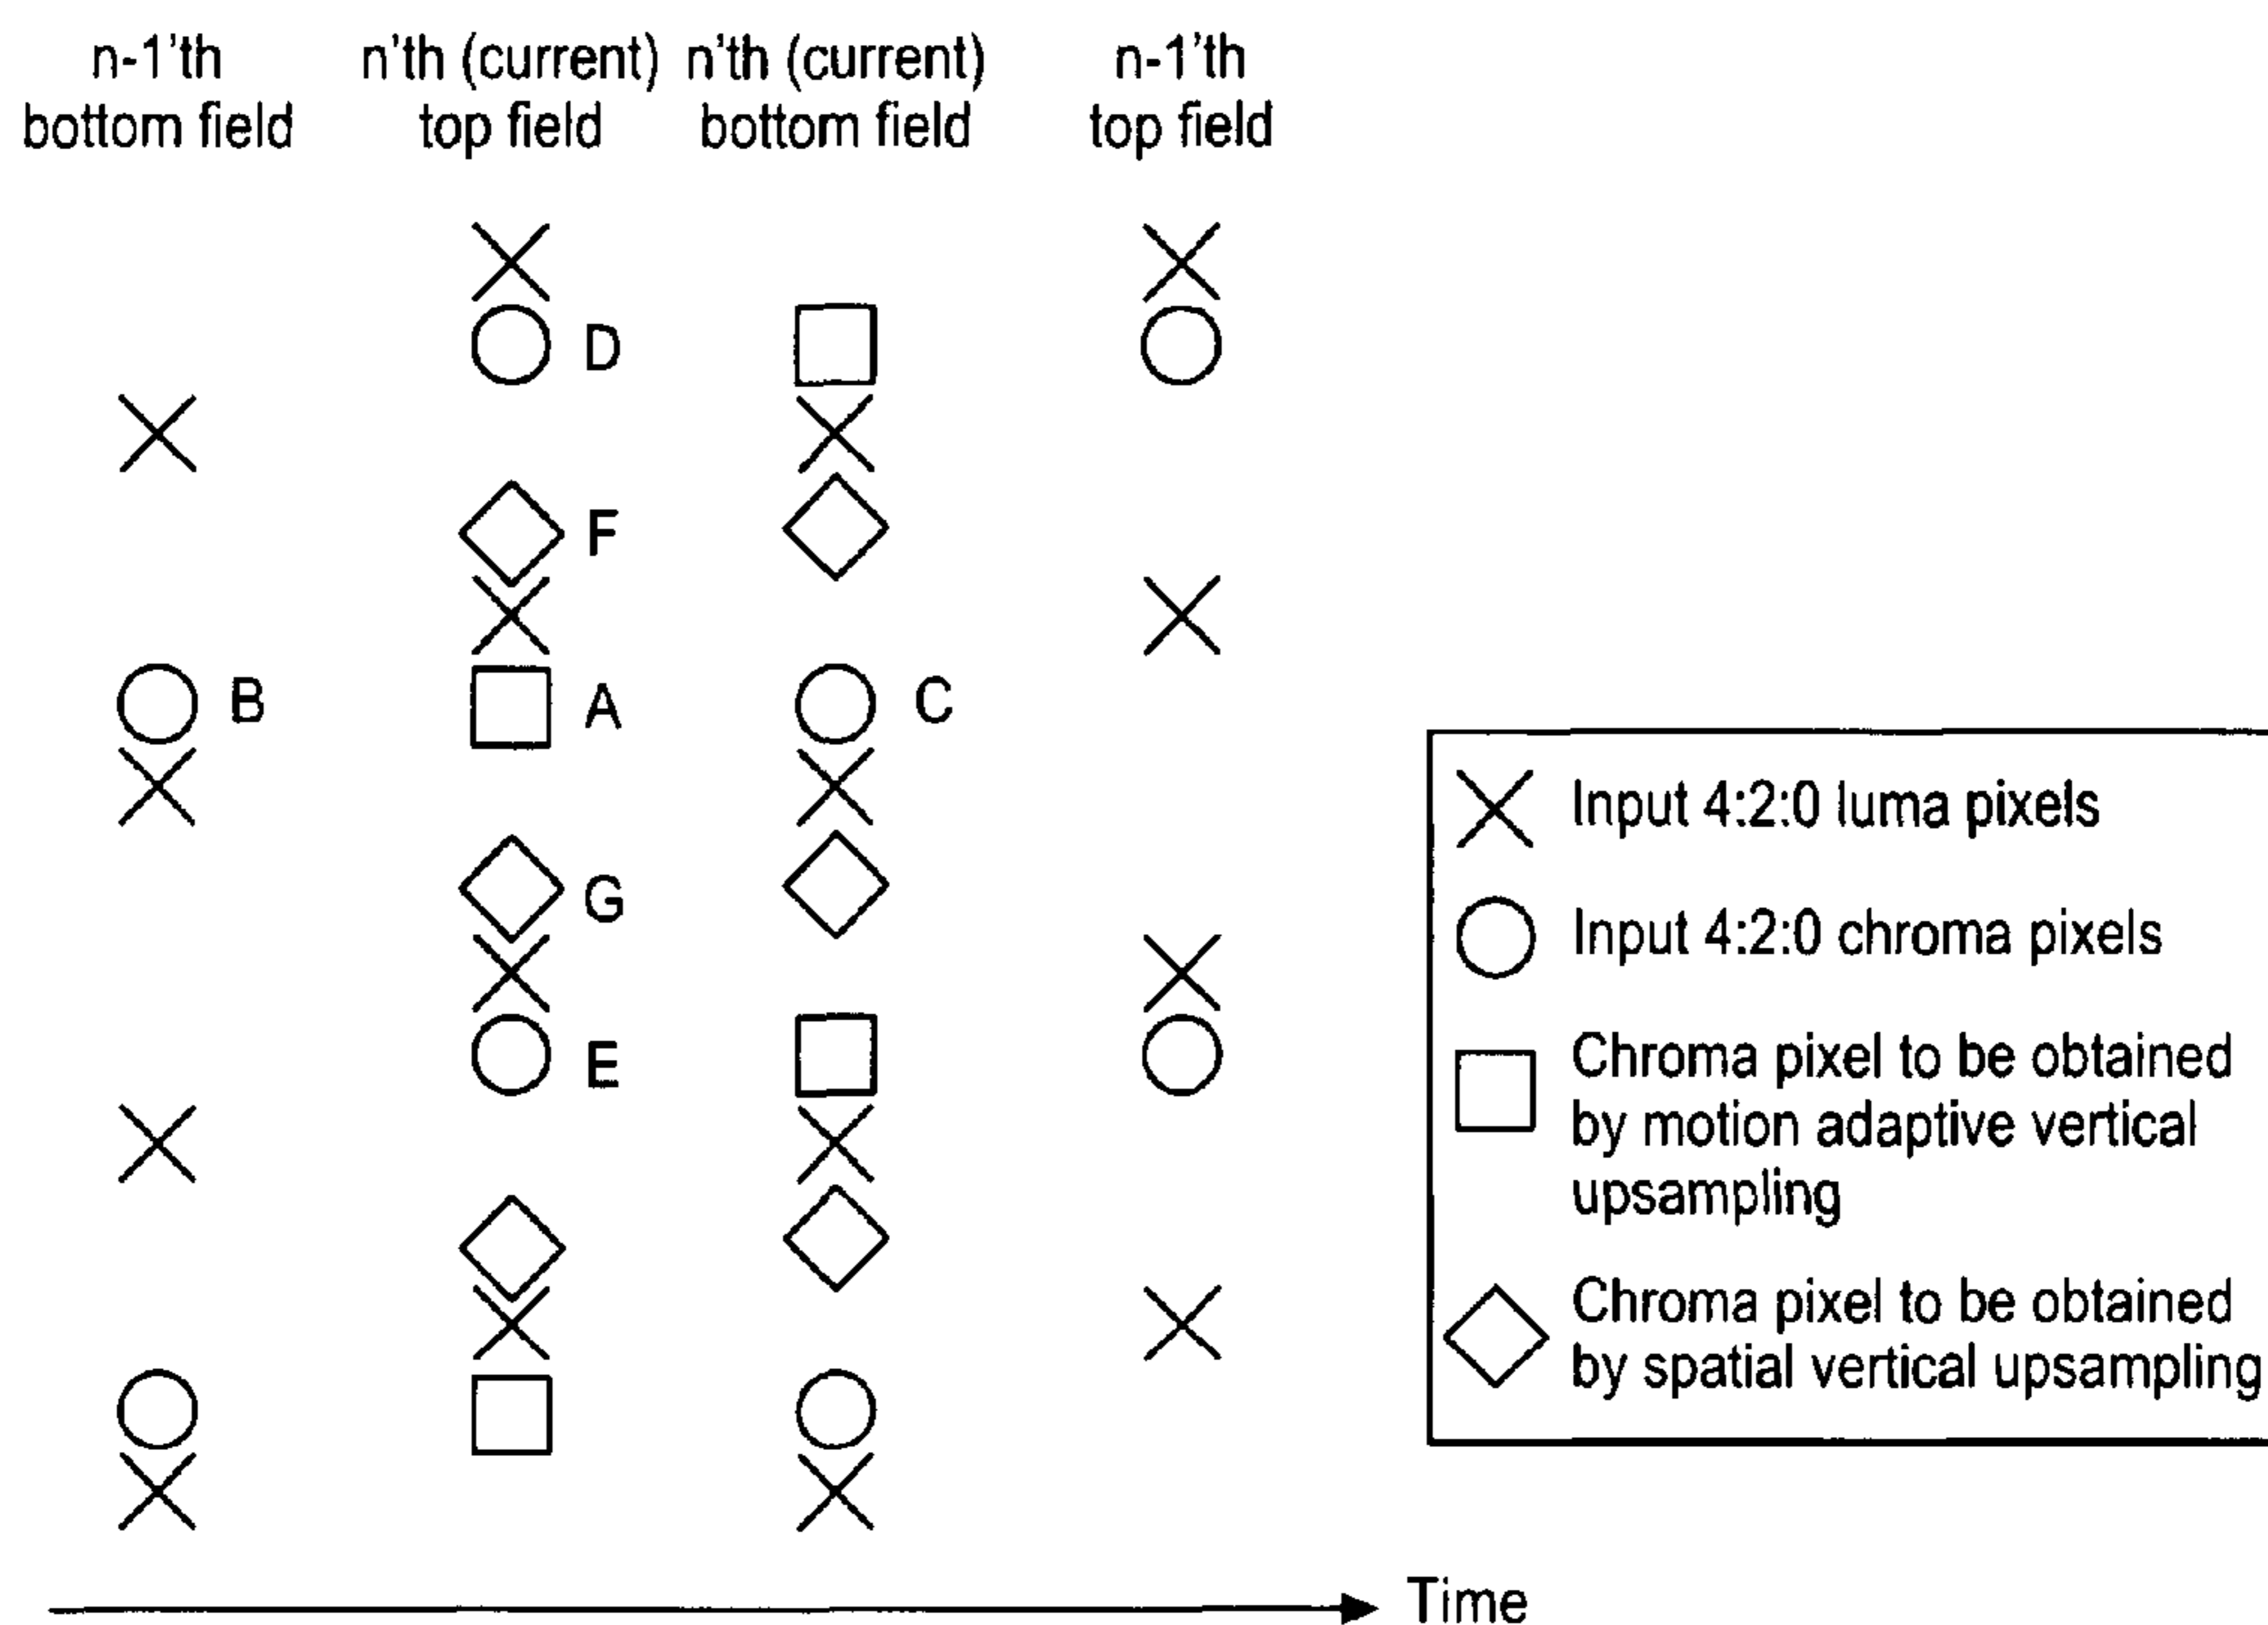 n-1'th
bottom field
n'th (current)
top field
n'th (current)
bottom field
n-1'th
top field
D
F
B
A
C
G
E
Input 4:2:0 luma pixels
Input 4:2:0 chroma pixels
Chroma pixel to be obtained
by motion adaptive vertical
upsampling
Chroma pixel to be obtained
by spatial vertical upsampling
Time